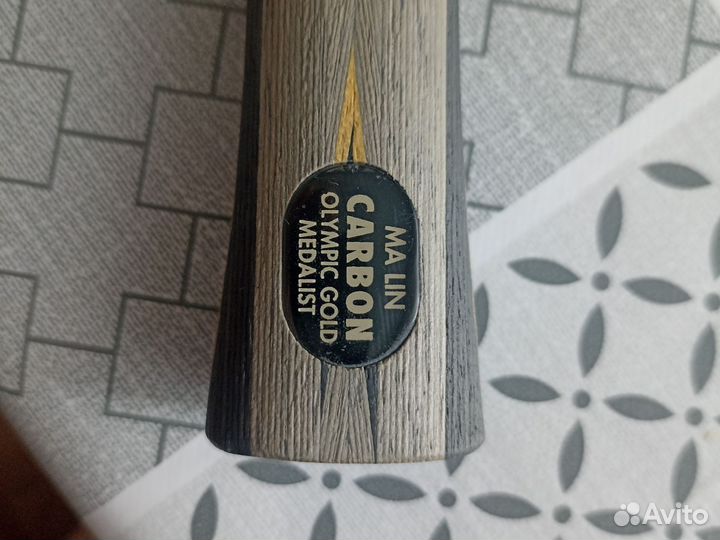 MA LIN
CARBON
OLYMPIC GOLD
MEDALIST
Avito